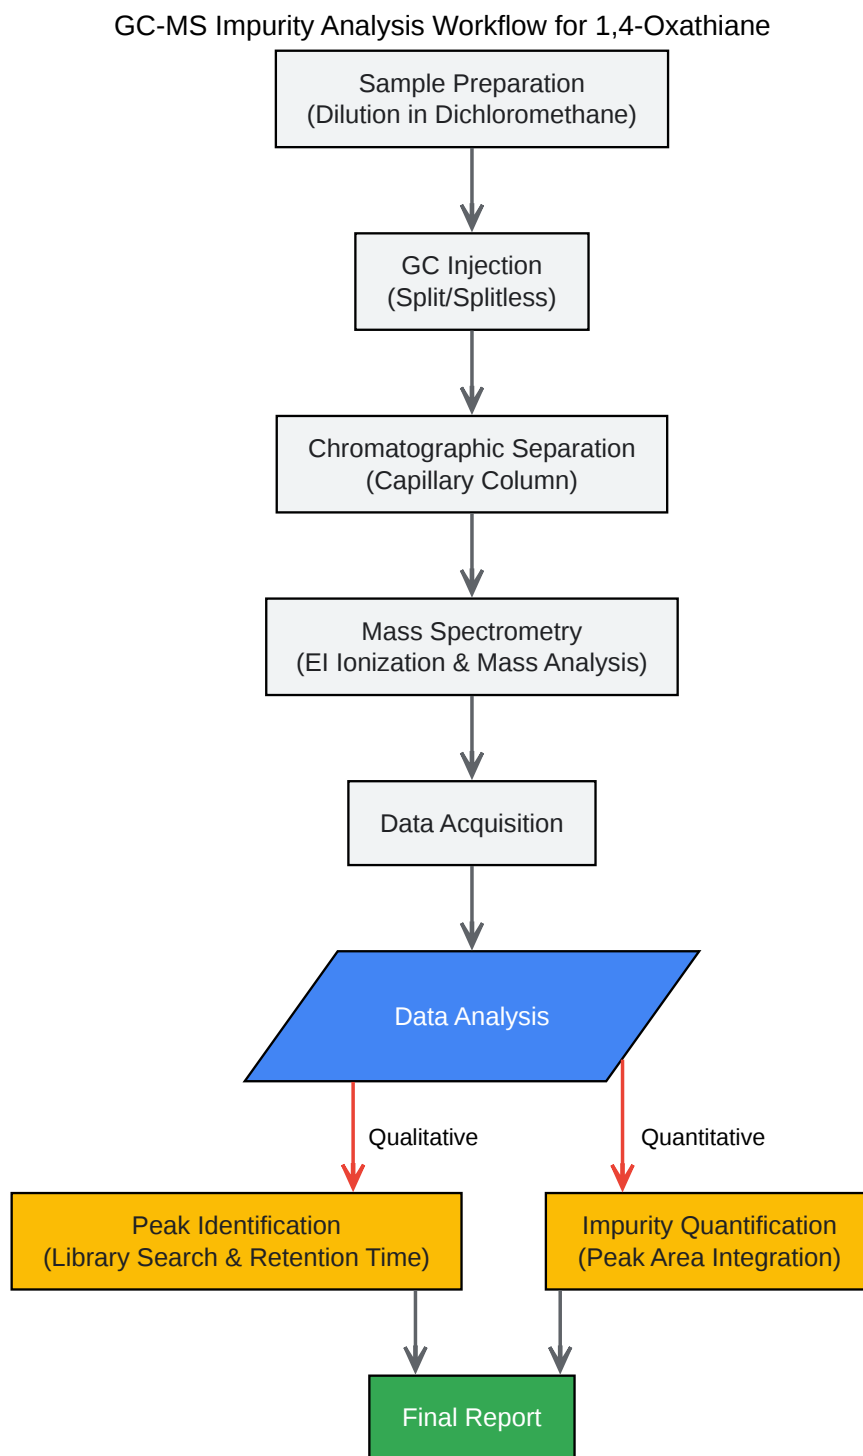 GC-MS Impurity Analysis Workflow for 1,4-Oxathiane
Sample Preparation
(Dilution in Dichloromethane)
GC Injection
(Split/Splitless)
Chromatographic Separation
(Capillary Column)
Mass Spectrometry
(EI Ionization & Mass Analysis)
Data Acquisition
Data Analysis
Qualitative
Quantitative
Peak Identification
(Library Search & Retention Time)
Impurity Quantification
(Peak Area Integration)
Final Report